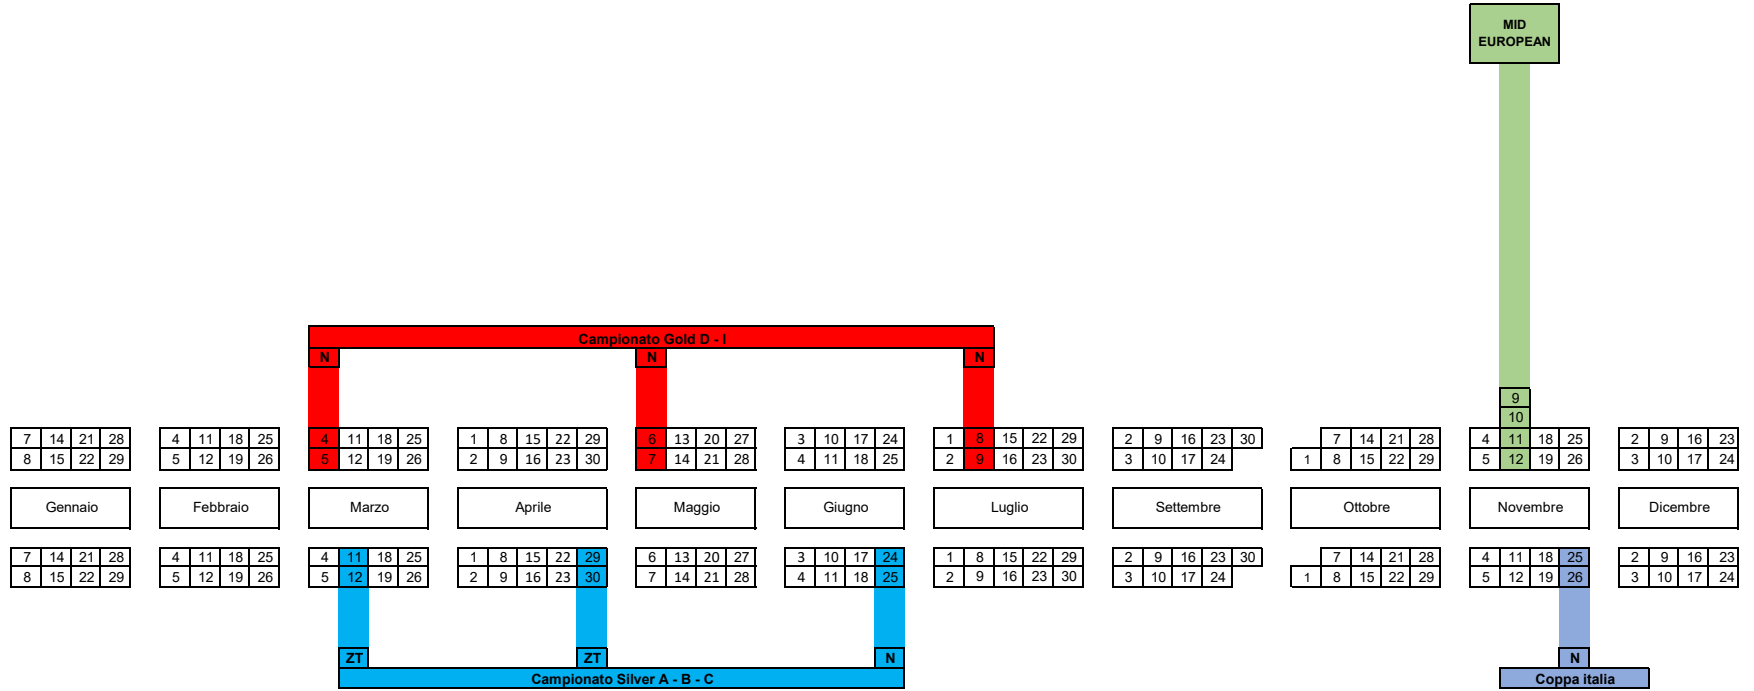 MID
EUROPEAN
Campionato Gold D - I
N N N
9
10
7 14 21 28 4 11 18 25 4 11 18 25 1 8 15 22 29 6 13 20 27 3 10 17 24 1 8 15 22 29 2 9 16 23 30 7 14 21 28 4 11 18 25 2 9 16 23
8 15 22 29 5 12 19 26 5 12 19 26 2 9 16 23 30 7 14 21 28 4 11 18 25 2 9 16 23 30 3 10 17 24 1 8 15 22 29 5 12 19 26 3 10 17 24
Gennaio Febbraio Marzo Aprile Maggio Giugno Luglio Settembre Ottobre Novembre Dicembre
7 14 21 28 4 11 18 25 4 11 18 25 1 8 15 22 29 6 13 20 27 3 10 17 24 1 8 15 22 29 2 9 16 23 30 7 14 21 28 4 11 18 25 2 9 16 23
8 15 22 29 5 12 19 26 5 12 19 26 2 9 16 23 30 7 14 21 28 4 11 18 25 2 9 16 23 30 3 10 17 24 1 8 15 22 29 5 12 19 26 3 10 17 24
ZT ZT N N
Campionato Silver A - B - C Coppa italia